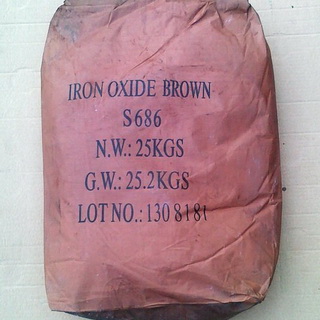 IRON OXIDE BROWN
S686
N.W.: 25KGS
G.W.: 25.2KGS
LOT NO.: 1308181